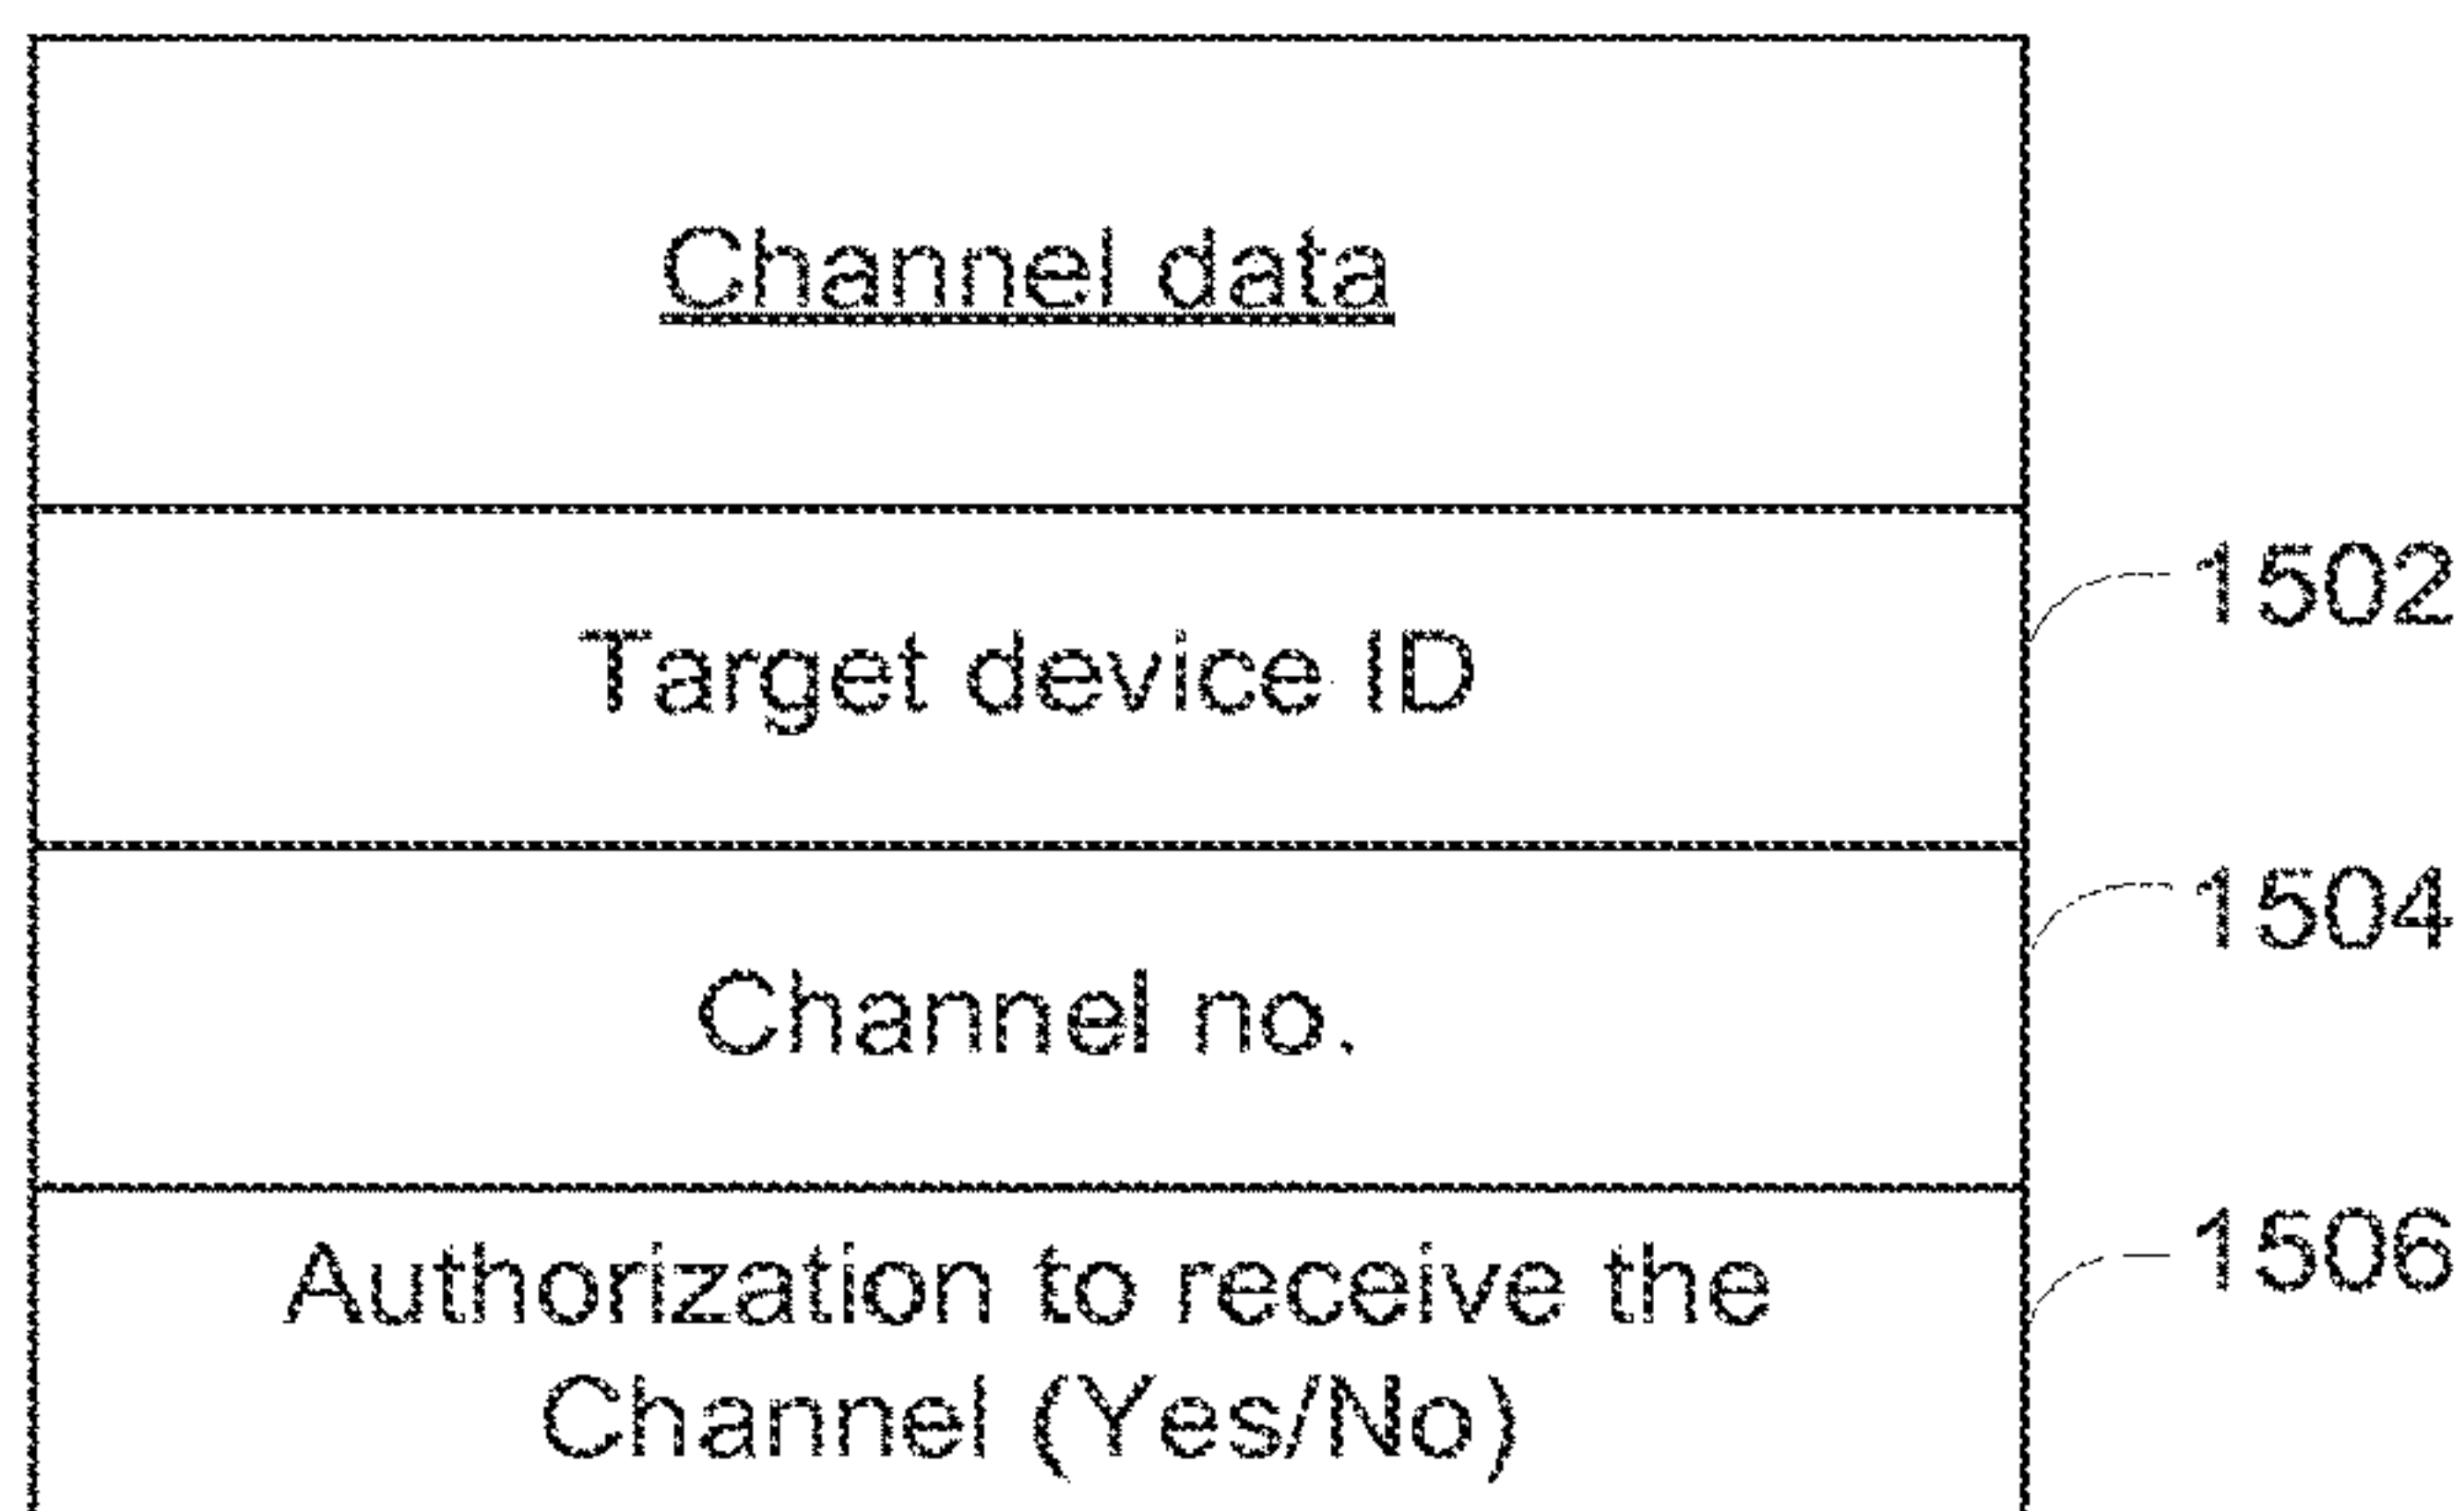 Channel data
1502
Target device ID
1504
Channel no.
1506
Authorization to receive the
Channel (Yes/No)